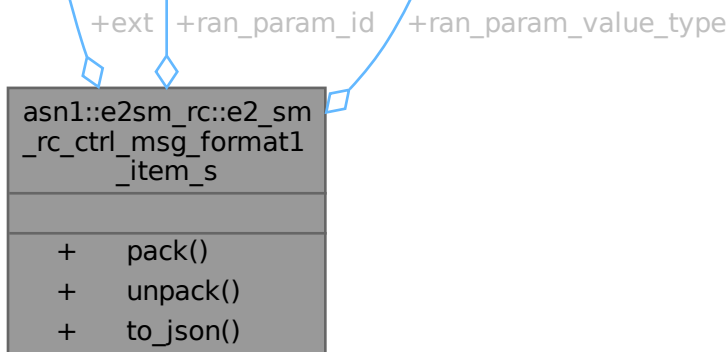 +ext +ran_param_id +ran_param_value_type
asn1::e2sm_rc::e2_sm
_rc_ctrl_msg_format1
_item_s
+ pack()
+ unpack()
+ to_json()